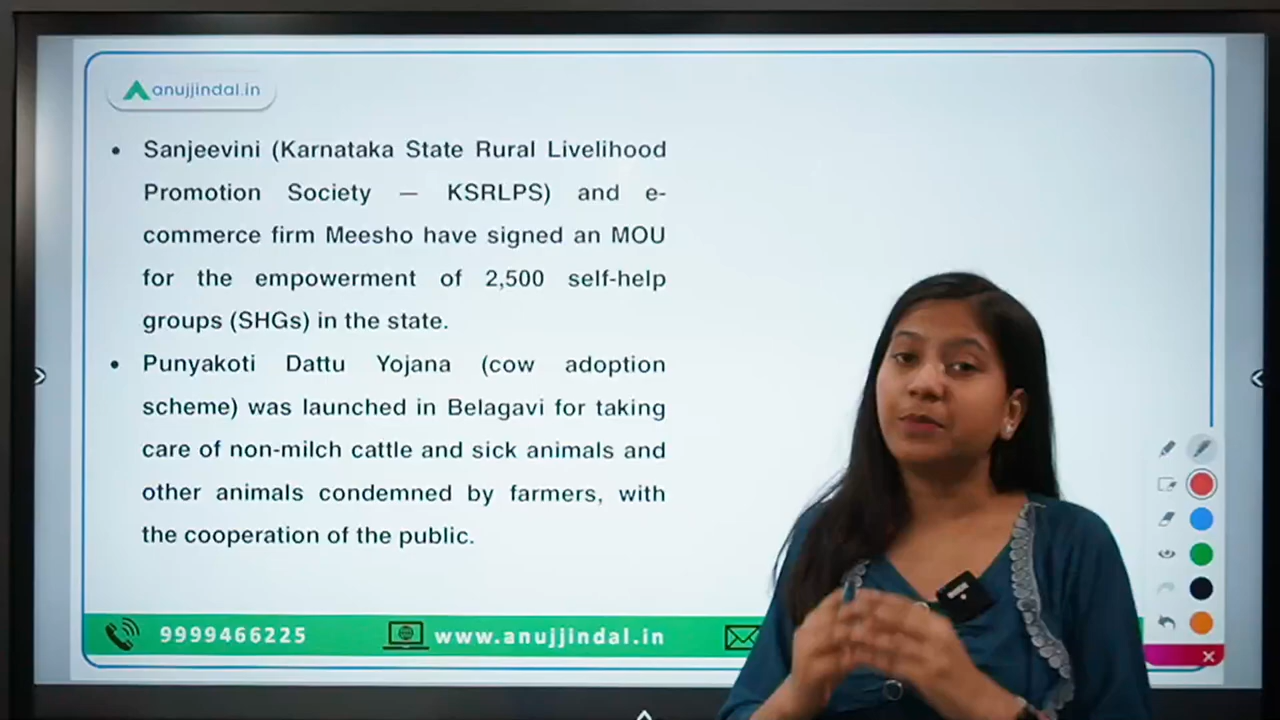 anujjindal.in
• Sanjeevini (Karnataka State Rural Livelihood
Promotion Society — KSRLPS) and e-
commerce firm Meesho have signed an MOU
for the empowerment of 2,500 self-help
groups (SHGs) in the state.
• Punyakoti Dattu Yojana (cow adoption
scheme) was launched in Belagavi for taking
care of non-milch cattle and sick animals and
other animals condemned by farmers, with
the cooperation of the public.
9999466225 www.anujjindal.in